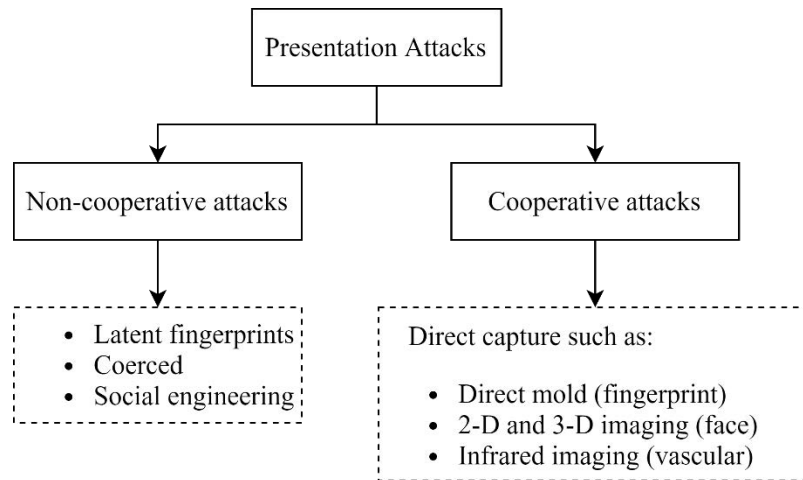 Presentation Attacks
Non-cooperative attacks
Cooperative attacks
• Latent fingerprints
• Coerced
• Social engineering
Direct capture such as:
• Direct mold (fingerprint)
• 2-D and 3-D imaging (face)
• Infrared imaging (vascular)